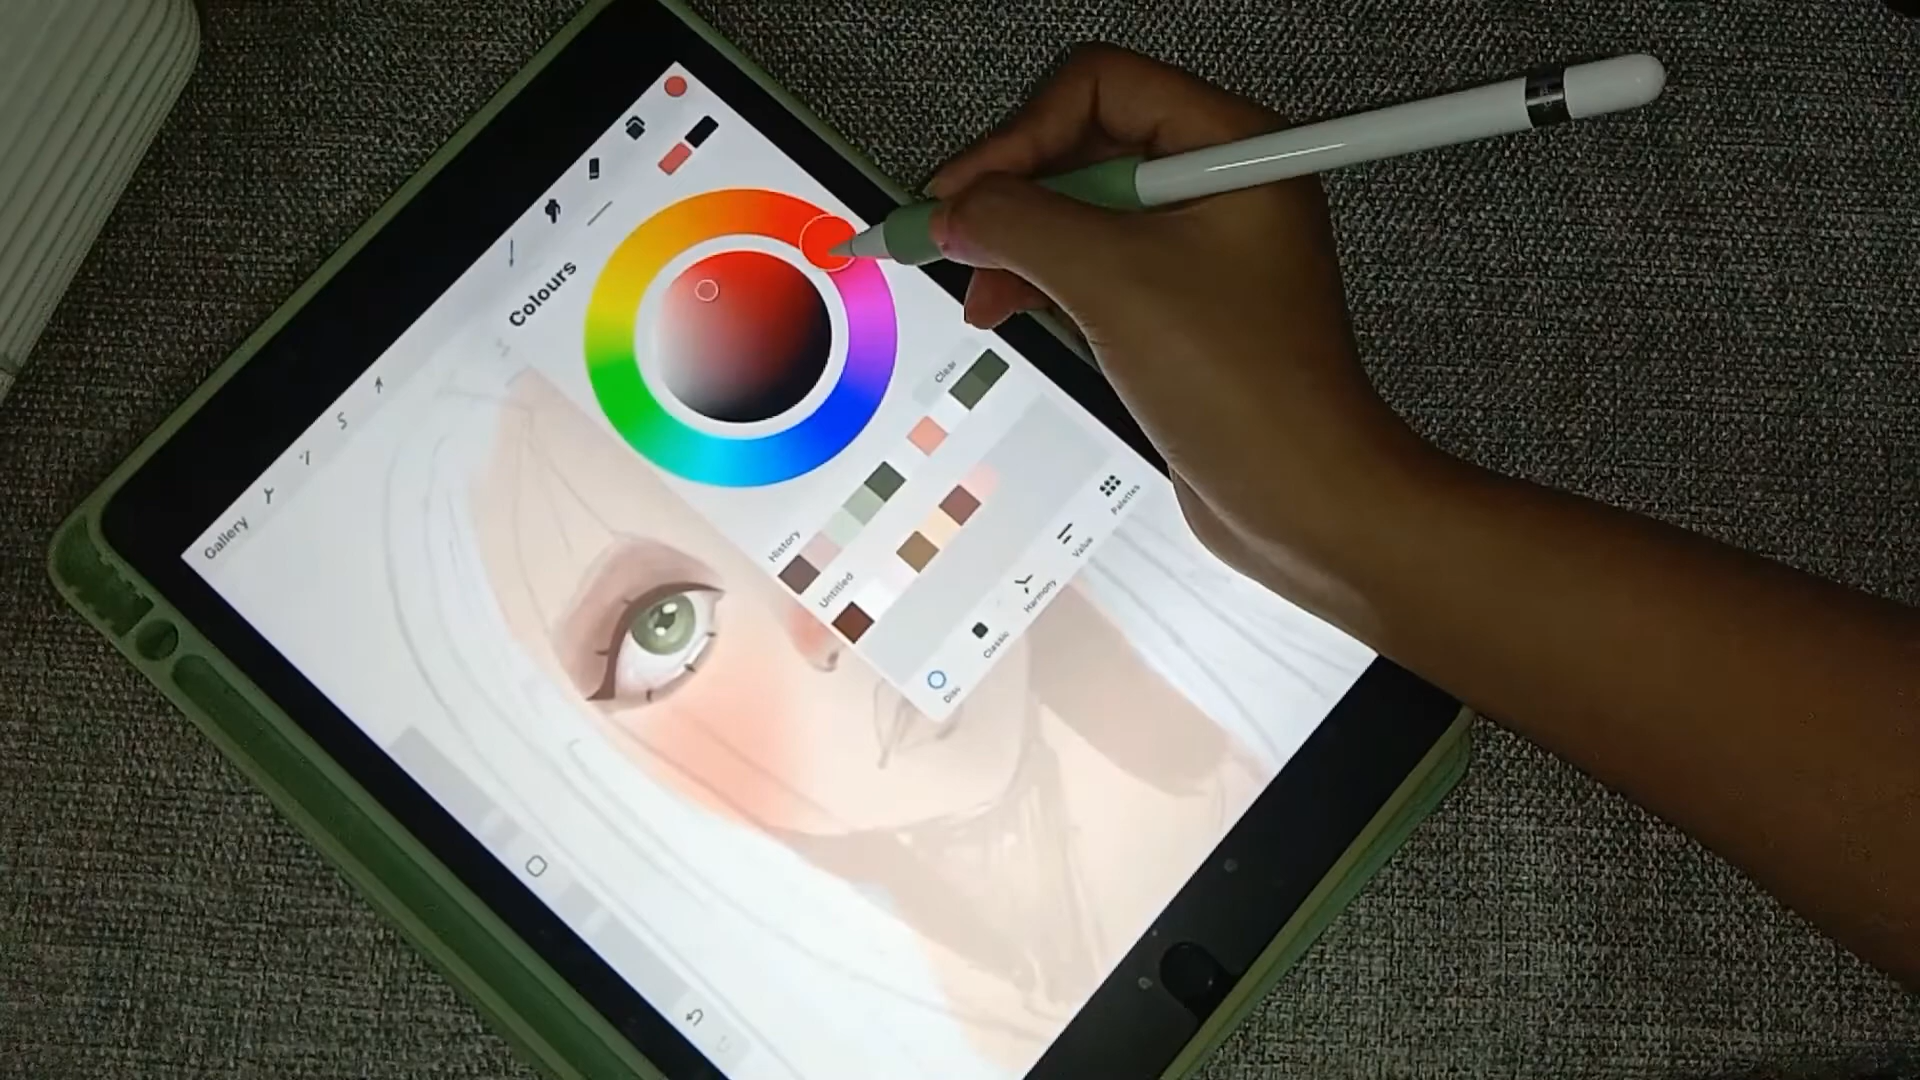 Gallery
Colours
Clear
History
Untitled
Disc
Classic
Harmony
Value
Palettes